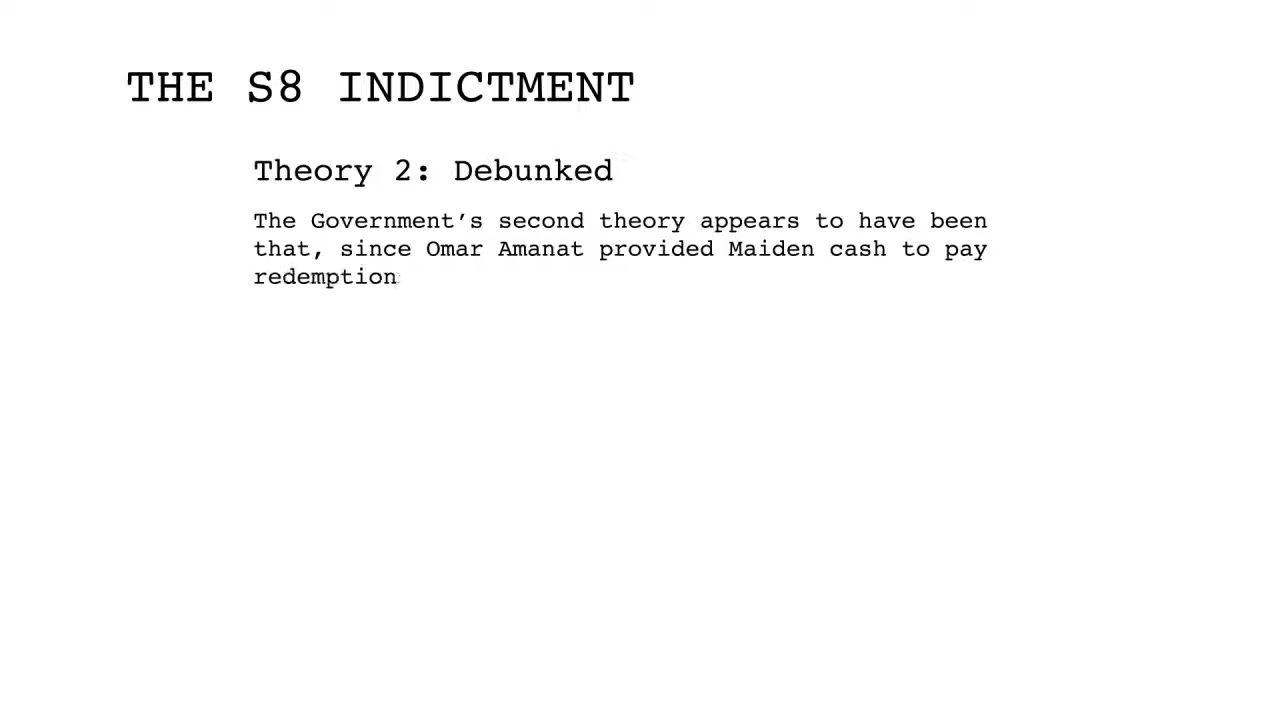 THE S8 INDICTMENT
Theory 2: Debunked
The Government’s second theory appears to have been
that, since Omar Amanat provided Maiden cash to pay
redemption